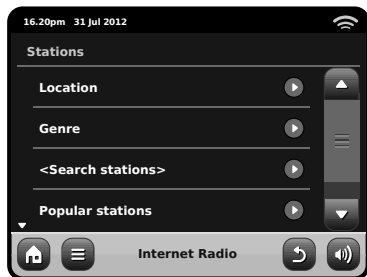 16.20pm 31 Jul 2012
Stations
Location
Genre
<Search stations>
Popular stations
Internet Radio